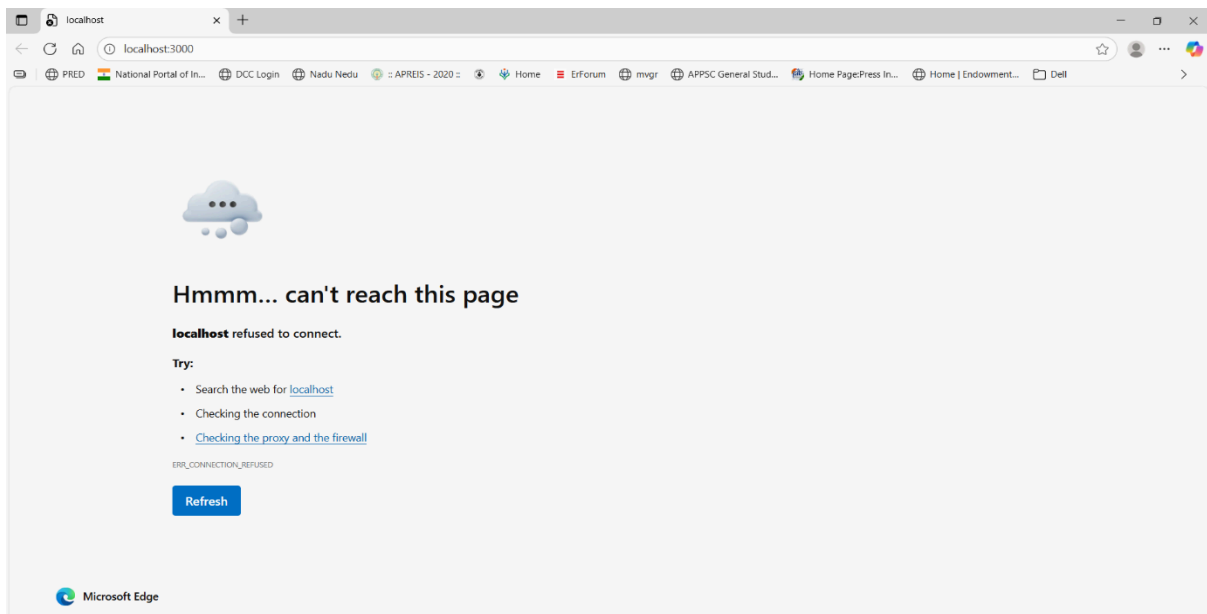 localhost
localhost:3000
PRED National Portal of In... DCC Login Nadu Nedu :: APREIS - 2020 :: Home ErForum mvgr APPSC General Stud... Home Page:Press In... Home | Endowment... Dell
Hmmm... can't reach this page
localhost refused to connect.
Try:
• Search the web for localhost
• Checking the connection
• Checking the proxy and the firewall
ERR_CONNECTION_REFUSED
Refresh
Microsoft Edge